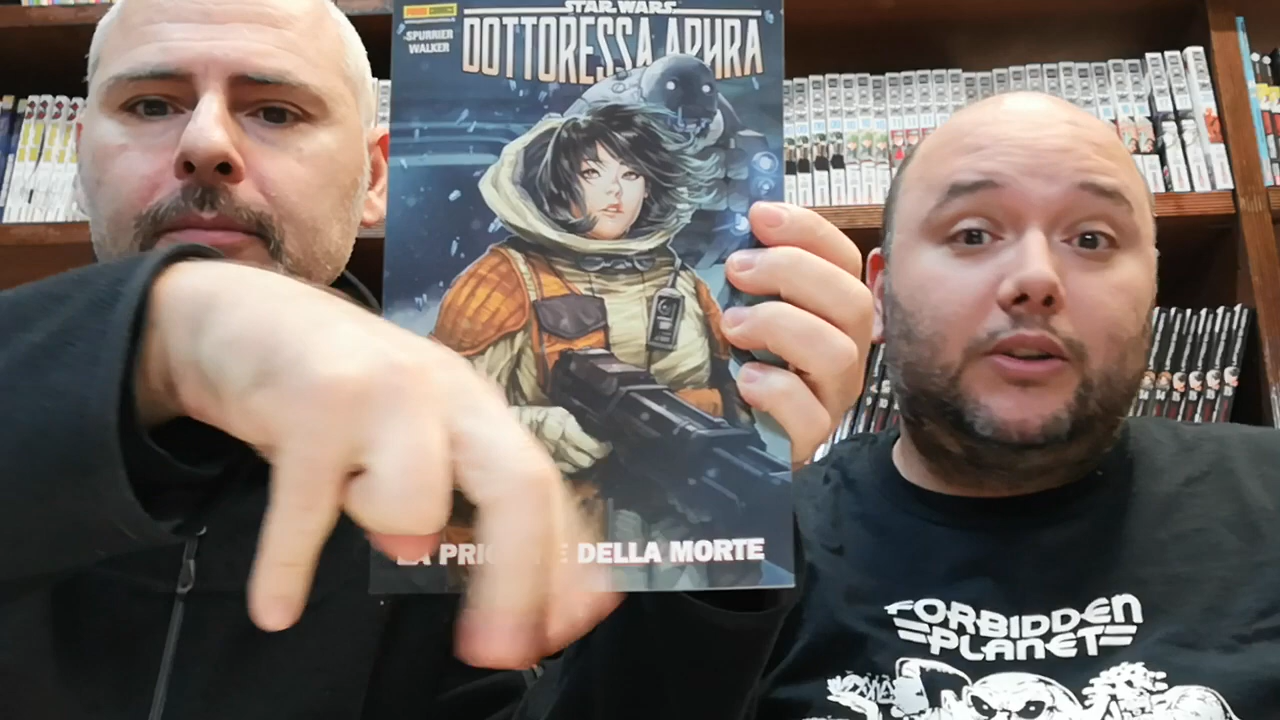 PANINI COMICS
STAR WARS
SPURRIER
WALKER
DOTTORESSA APHRA
LA PRIGIONE DELLA MORTE
FORBIDDEN
PLANET